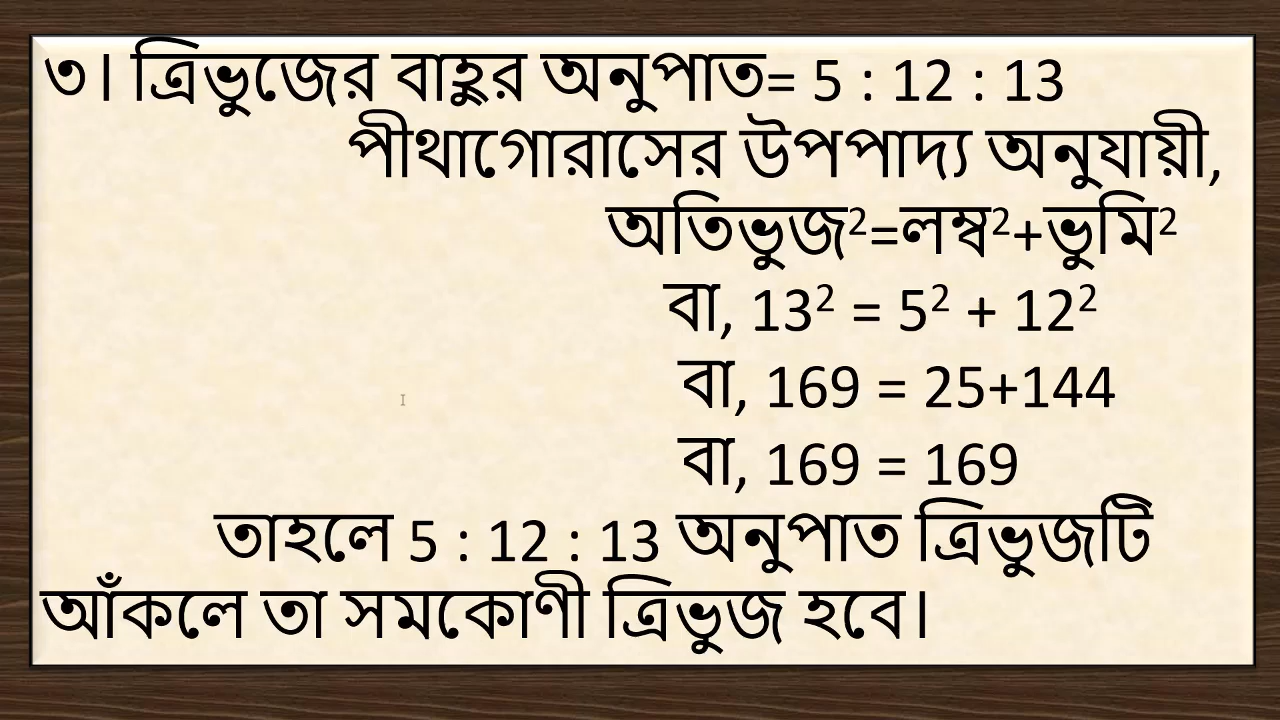 ৩। ত্রিভুজের বাহুর অনুপাত= 5 : 12 : 13
পীথাগোরাসের উপপাদ্য অনুযায়ী,
অতিভুজ²=লম্ব²+ভুমি²
বা, 13² = 5² + 12²
বা, 169 = 25+144
বা, 169 = 169
তাহলে 5 : 12 : 13 অনুপাত ত্রিভুজটি
আঁকলে তা সমকোণী ত্রিভুজ হবে।